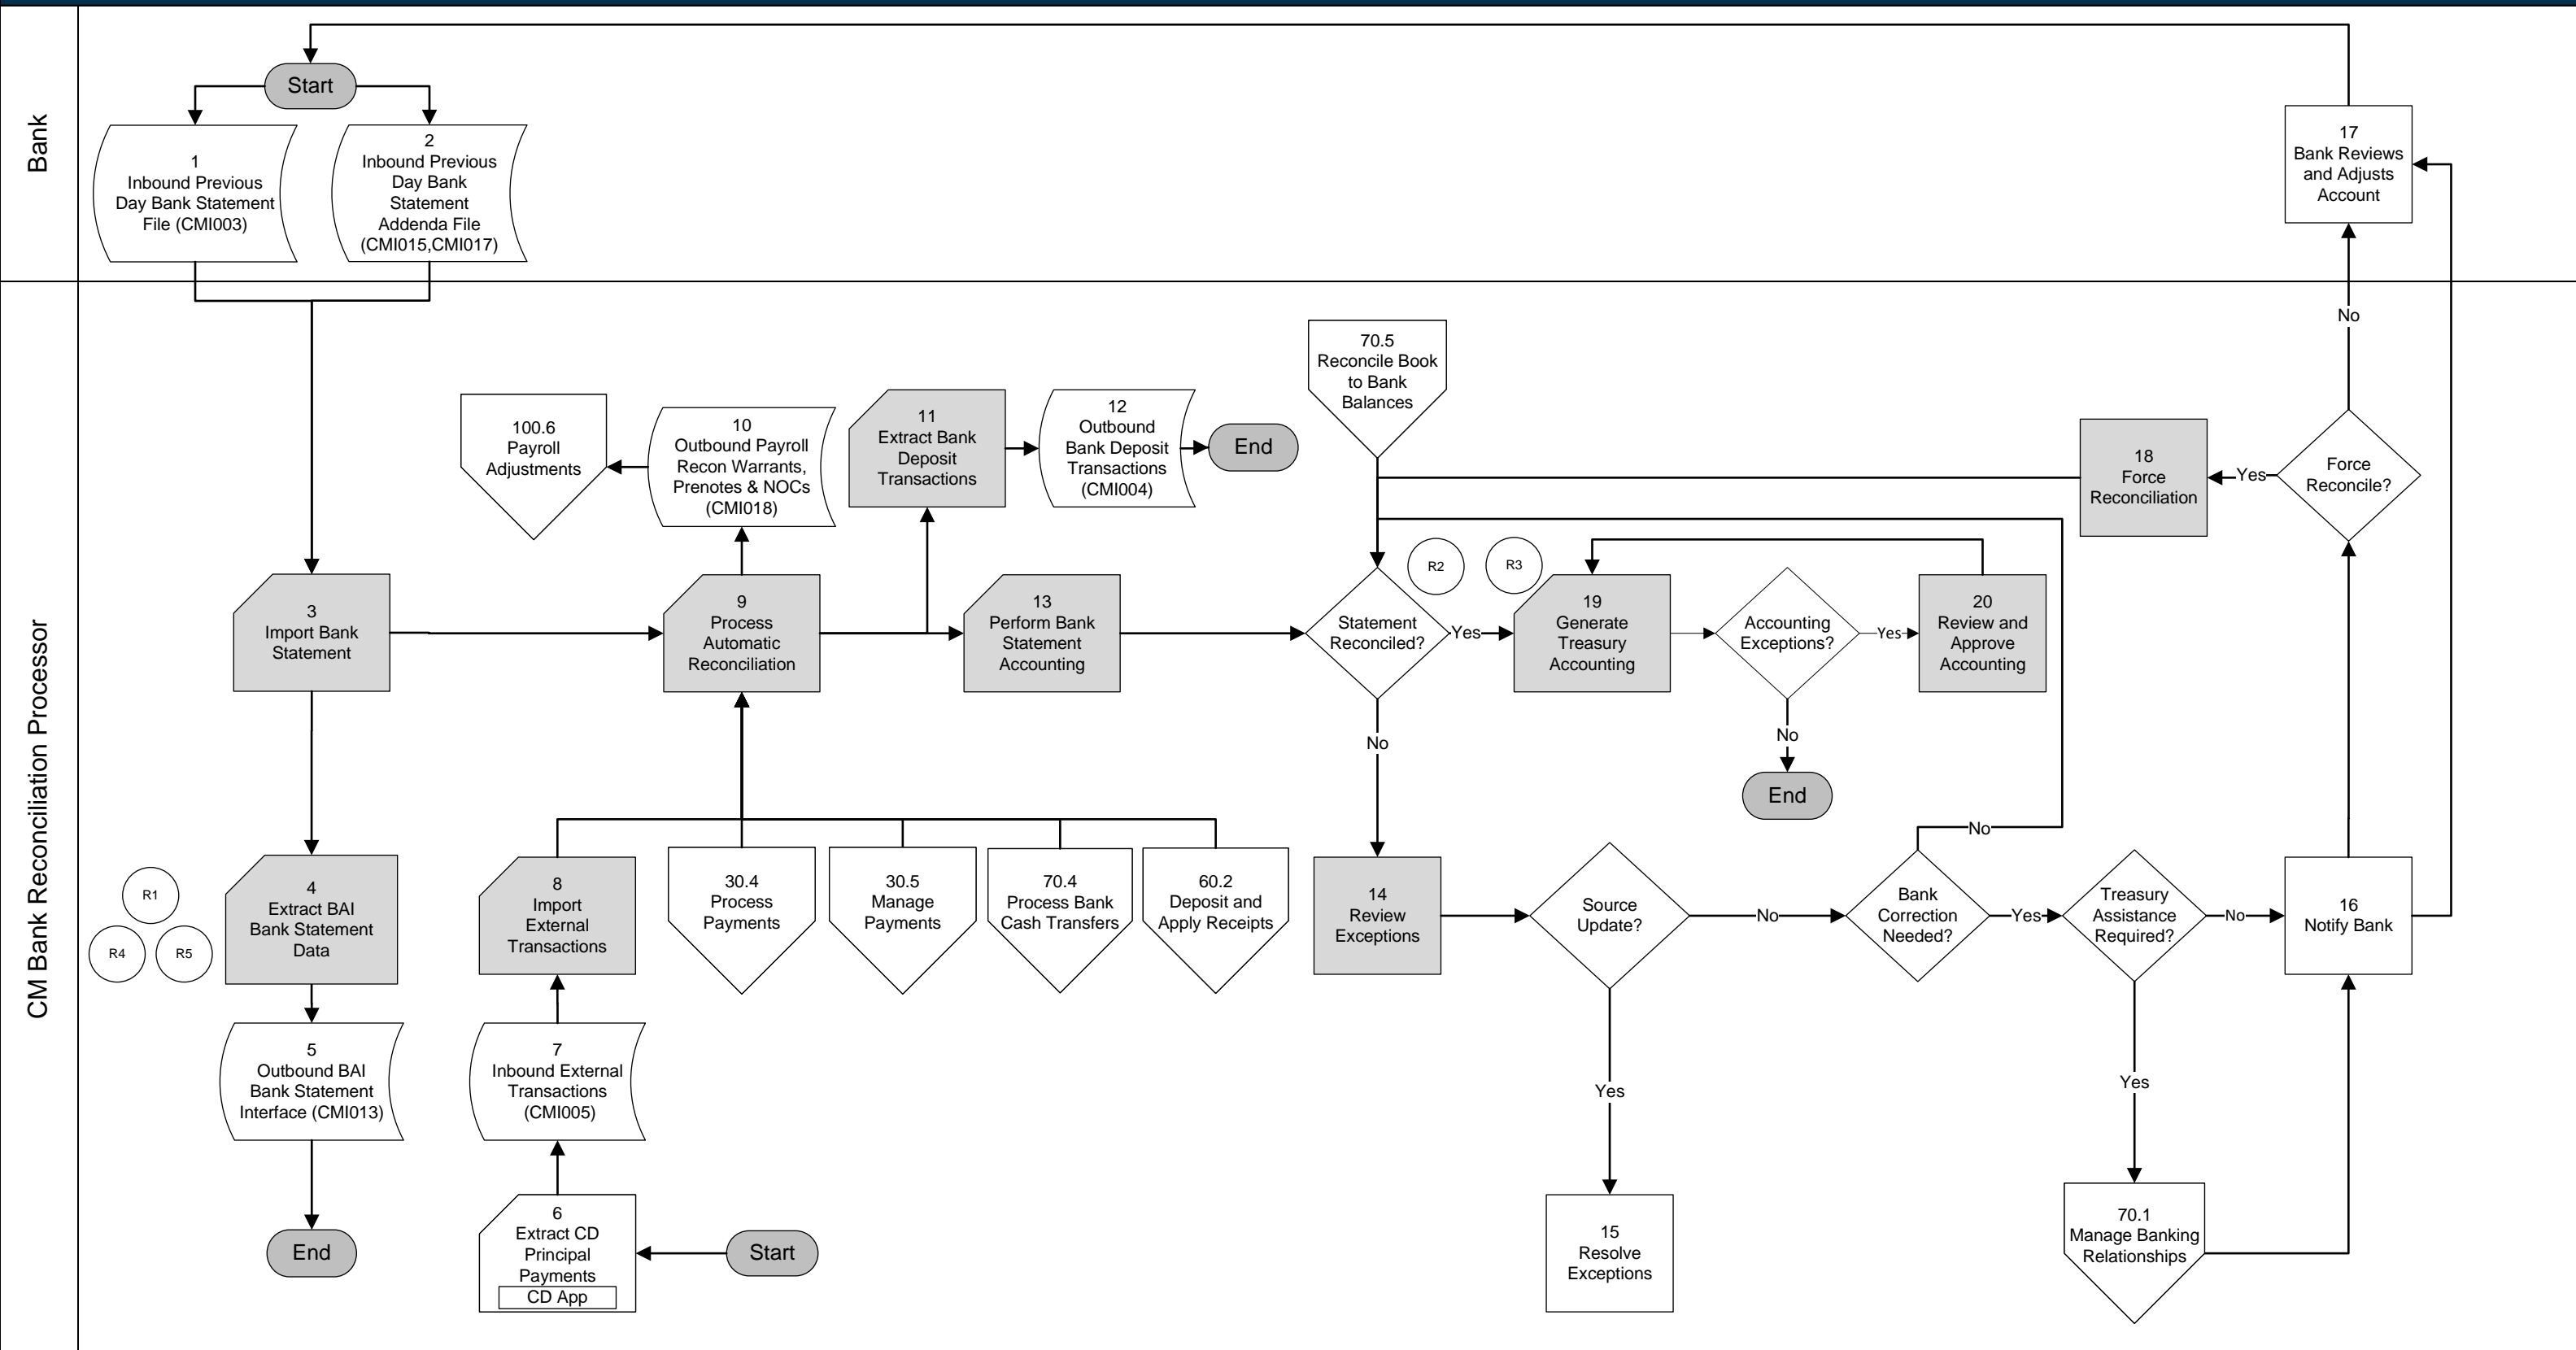 Bank
Start
1
Inbound Previous
Day Bank Statement
File (CMI003)
2
Inbound Previous
Day Bank
Statement
Addenda File
(CMI015,CMI017)
17
Bank Reviews
and Adjusts
Account
CM Bank Reconciliation Processor
No
70.5
Reconcile Book
to Bank
Balances
100.6
Payroll
Adjustments
10
Outbound Payroll
Recon Warrants,
Prenotes & NOCs
(CMI018)
11
Extract Bank
Deposit
Transactions
12
Outbound
Bank Deposit
Transactions
(CMI004)
End
18
Force
Reconciliation
Yes
Force
Reconcile?
3
Import Bank
Statement
9
Process
Automatic
Reconciliation
13
Perform Bank
Statement
Accounting
Statement
Reconciled?
R2
R3
Yes
19
Generate
Treasury
Accounting
Accounting
Exceptions?
Yes
20
Review and
Approve
Accounting
No
No
End
No
R1
R4
R5
4
Extract BAI
Bank Statement
Data
8
Import
External
Transactions
30.4
Process
Payments
30.5
Manage
Payments
70.4
Process Bank
Cash Transfers
60.2
Deposit and
Apply Receipts
14
Review
Exceptions
Source
Update?
No
Bank
Correction
Needed?
Yes
Treasury
Assistance
Required?
No
16
Notify Bank
5
Outbound BAI
Bank Statement
Interface (CMI013)
7
Inbound External
Transactions
(CMI005)
Yes
Yes
End
6
Extract CD
Principal
Payments
CD App
Start
15
Resolve
Exceptions
70.1
Manage Banking
Relationships